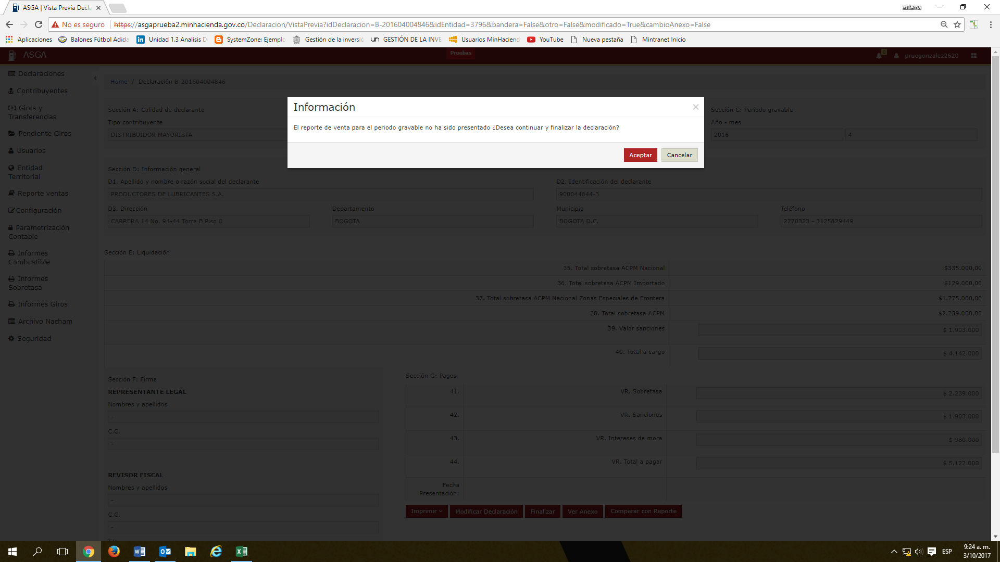 ASGA | Vista Previa Decla
zulema
No es seguro
https://asgaprueba2.minhacienda.gov.co/Declaracion/VistaPrevia?idDeclaracion=B-201604004846&idEntidad=3796&bandera=False&otro=False&modificado=True&cambioAnexo=False
Aplicaciones
Balones Fútbol Adida
Unidad 1.3 Analisis D
SystemZone: Ejemplo
Gestión de la inversió
GESTIÓN DE LA INVE
Usuarios MinHaciend
YouTube
Nueva pestaña
Mintranet Inicio
ASGA
Pruebas
pruegonzalez2620
Declaraciones
Contribuyentes
Giros y
Transferencias
Pendiente Giros
Usuarios
Entidad
Territorial
Reporte ventas
Configuración
Parametrización
Contable
Informes
Combustible
Informes
Sobretasa
Informes Giros
Archivo Nacham
Seguridad
Home / Declaración B-201604004846
Información
×
El reporte de venta para el periodo gravable no ha sido presentado ¿Desea continuar y finalizar la declaración?
Aceptar
Cancelar
Sección A: Calidad de declarante
Tipo contribuyente
DISTRIBUIDOR MAYORISTA
Sección C: Periodo gravable
Año - mes
2016
4
Sección D: Información general
D1. Apellido y nombre o razón social del declarante
PRODUCTORES DE LUBRICANTES S.A.
D2. Identificación del declarante
900044844-3
D3. Dirección
CARRERA 14 No. 94-44 Torre B Piso 8
Departamento
BOGOTA
Municipio
BOGOTA D.C.
Teléfono
2770323 - 3125829449
Sección E: Liquidación
35. Total sobretasa ACPM Nacional $335.000,00
36. Total sobretasa ACPM Importado $129.000,00
37. Total sobretasa ACPM Nacional Zonas Especiales de Frontera $1.775.000,00
38. Total sobretasa ACPM $2.239.000,00
39. Valor sanciones $ 1.903.000
40. Total a cargo $ 4.142.000
Sección F: Firma
REPRESENTANTE LEGAL
Nombres y apellidos
-
C.C.
-
REVISOR FISCAL
Nombres y apellidos
-
C.C.
-
Sección G: Pagos
41. VR. Sobretasa $ 2.239.000
42. VR. Sanciones $ 1.903.000
43. VR. Intereses de mora $ 980.000
44. VR. Total a pagar $ 5.122.000
Fecha
Presentación:
Imprimir
Modificar Declaración
Finalizar
Ver Anexo
Comparar con Reporte
ESP
9:24 a. m.
3/10/2017